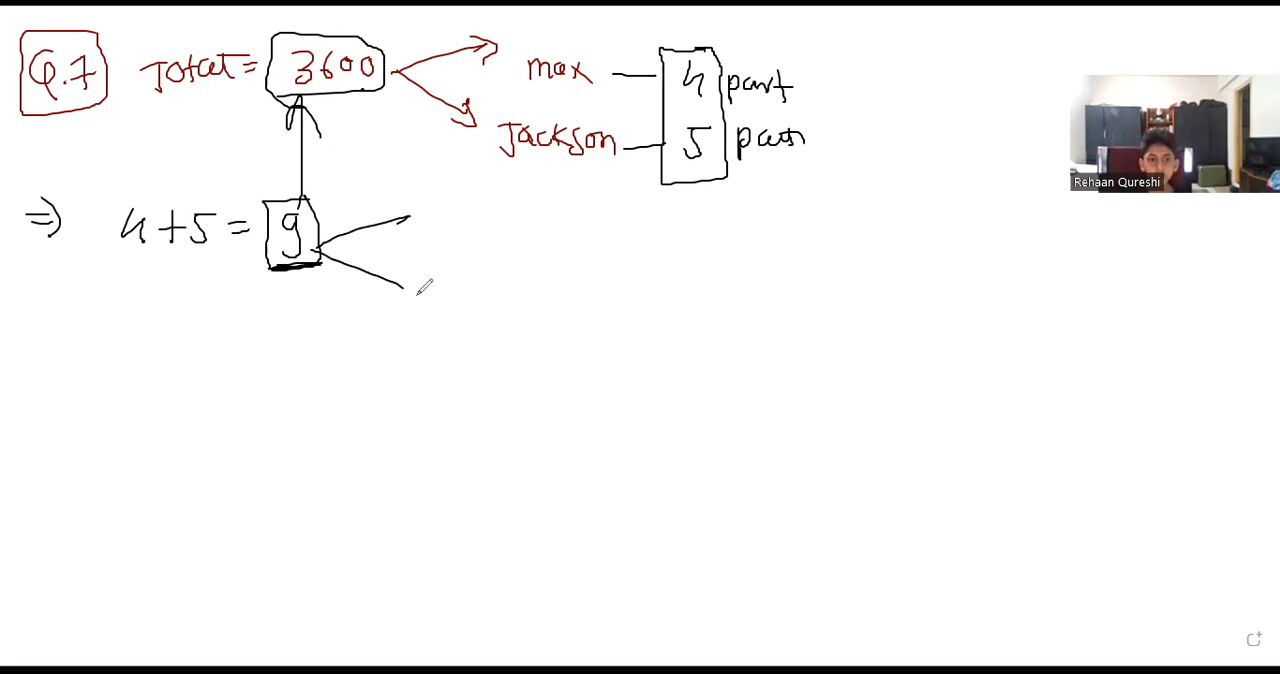 Q.7 Total = 3600 max — 4 part
Jackson — 5 part
⇒ 4+5 = 9
Rehaan Qureshi